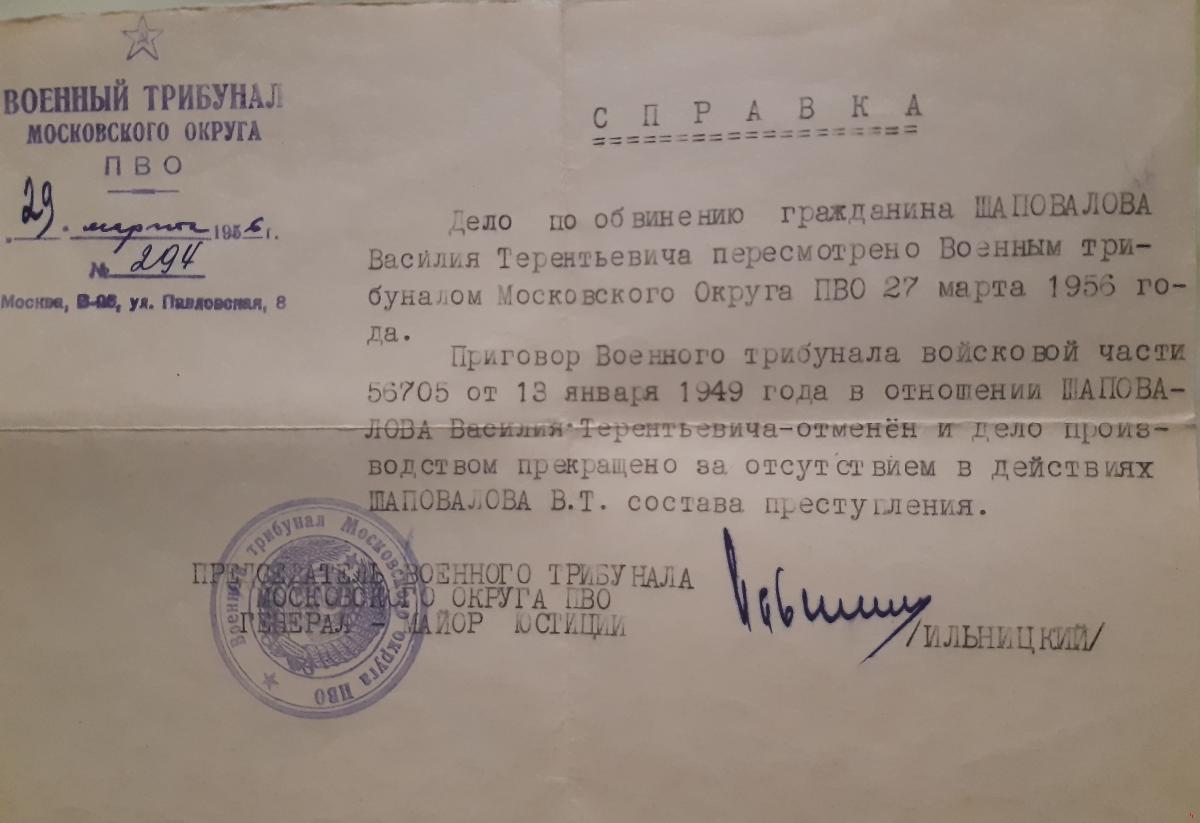 ВОЕННЫЙ ТРИБУНАЛ
МОСКОВСКОГО ОКРУГА
ПВО
29. марта 1956г.
№ 294
Москва, ул. Павловская, 8
СПРАВКА
Дело по обвинению гражданина ШАПОВАЛОВА
Василия Терентьевича пересмотрено Военным три-
буналом Московского Округа ПВО 27 марта 1956 го-
да.
Приговор Военного трибунала войсковой части
56705 от 13 января 1949 года в отношении ШАПОВА-
ЛОВА Василия Терентьевича-отменён и дело произ-
водством прекращено за отсутствием в действиях
ШАПОВАЛОВА В.Т. состава преступления.
ПРЕДСЕДАТЕЛЬ ВОЕННОГО ТРИБУНАЛА
МОСКОВСКОГО ОКРУГА ПВО
ГЕНЕРАЛ - МАЙОР ЮСТИЦИИ
/ИЛЬНИЦКИЙ/
Военный трибунал Московского округа ПВО